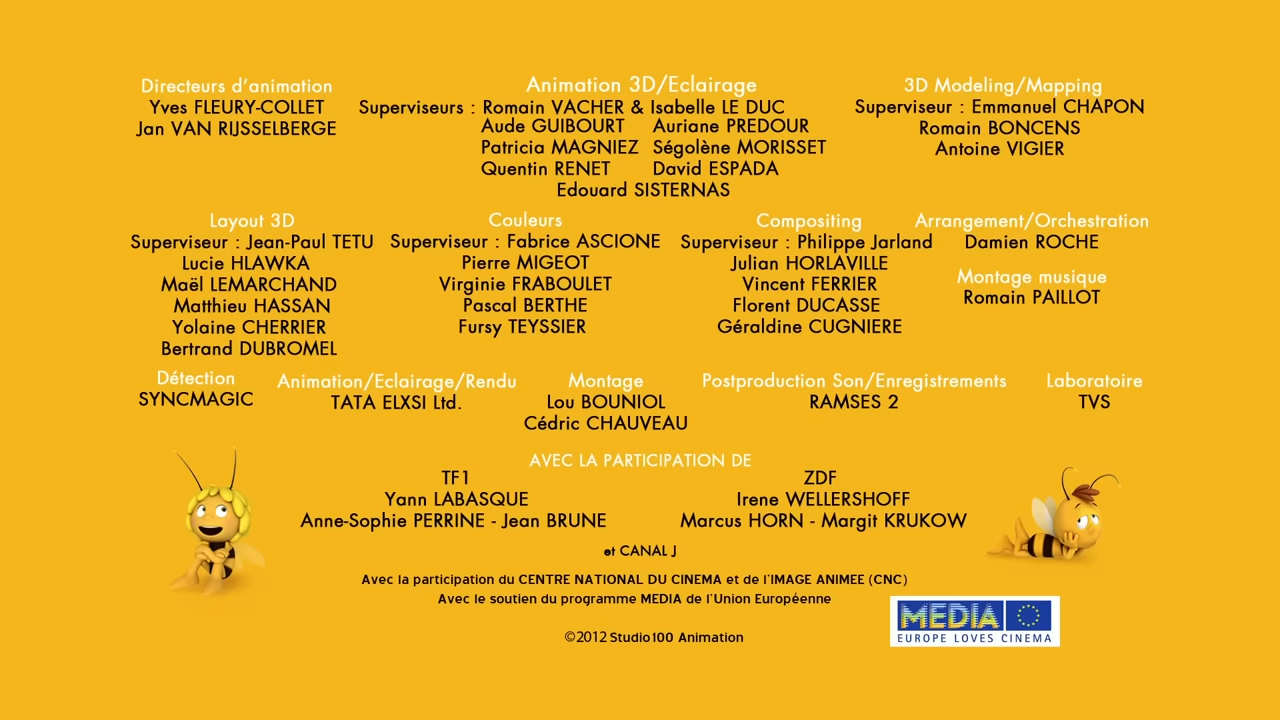 Directeurs d'animation
Yves FLEURY-COLLET
Jan VAN RIJSSELBERGE
Animation 3D/Eclairage
Superviseurs : Romain VACHER & Isabelle LE DUC
Aude GUIBOURT Auriane PREDOUR
Patricia MAGNIEZ Ségolène MORISSET
Quentin RENET David ESPADA
Edouard SISTERNAS
3D Modeling/Mapping
Superviseur : Emmanuel CHAPON
Romain BONCENS
Antoine VIGIER
Layout 3D
Superviseur : Jean-Paul TETU
Lucie HLAWKA
Maël LEMARCHAND
Matthieu HASSAN
Yolaine CHERRIER
Bertrand DUBROMEL
Couleurs
Superviseur : Fabrice ASCIONE
Pierre MIGEOT
Virginie FRABOULET
Pascal BERTHE
Fursy TEYSSIER
Compositing
Superviseur : Philippe Jarland
Julian HORLAVILLE
Vincent FERRIER
Florent DUCASSE
Géraldine CUGNIERE
Arrangement/Orchestration
Damien ROCHE
Montage musique
Romain PAILLOT
Détection
SYNCMAGIC
Animation/Eclairage/Rendu
TATA ELXSI Ltd.
Montage
Lou BOUNIOL
Cédric CHAUVEAU
Postproduction Son/Enregistrements
RAMSES 2
Laboratoire
TVS
AVEC LA PARTICIPATION DE
TF1
Yann LABASQUE
Anne-Sophie PERRINE - Jean BRUNE
ZDF
Irene WELLERSHOFF
Marcus HORN - Margit KRUKOW
et CANAL J
Avec la participation du CENTRE NATIONAL DU CINEMA et de l'IMAGE ANIMEE (CNC)
Avec le soutien du programme MEDIA de l'Union Européenne
MEDIA
EUROPE LOVES CINEMA
©2012 Studio100 Animation